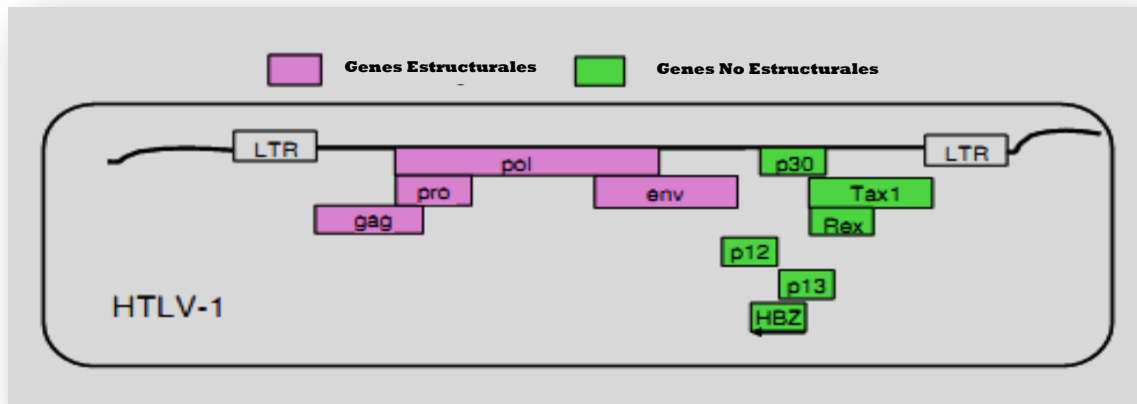 Genes Estructurales
Genes No Estructurales
LTR
LTR
pol
p30
pro
env
Tax1
gag
Rex
p12
p13
HTLV-1
HBZ